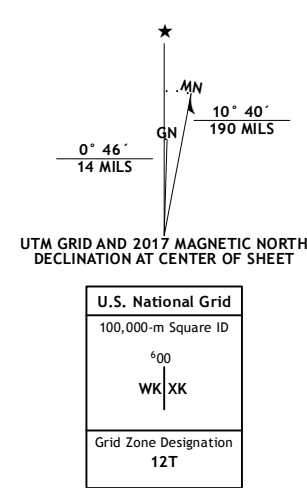 ★
MN
GN
0° 46´
14 MILS
10° 40´
190 MILS
UTM GRID AND 2017 MAGNETIC NORTH
DECLINATION AT CENTER OF SHEET
U.S. National Grid
100,000-m Square ID
⁶00
WK XK
Grid Zone Designation
12T